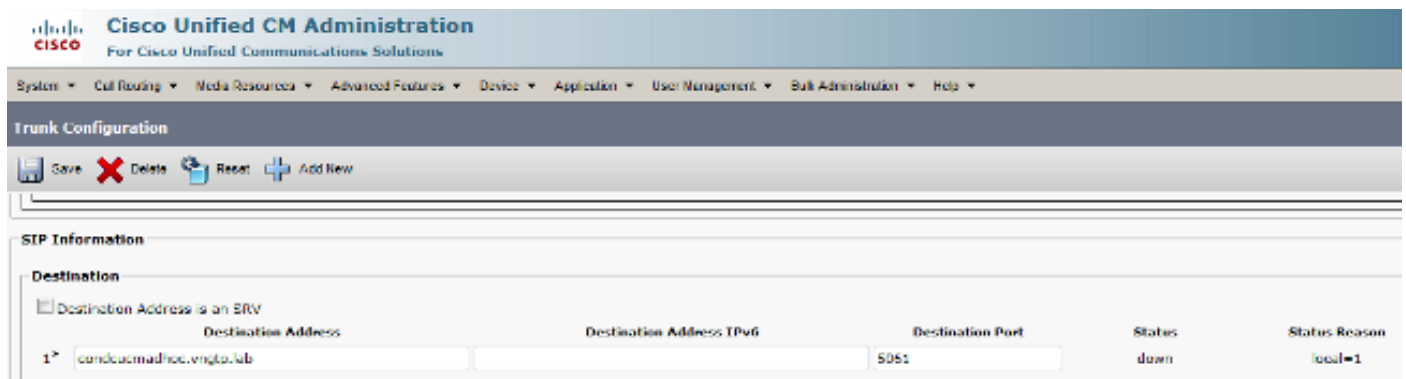 cisco
Cisco Unified CM Administration
For Cisco Unified Communications Solutions
System Call Routing Media Resources Advanced Features Device Application User Management Bulk Administration Help
Trunk Configuration
Save Delete Reset Add New
SIP Information
Destination
Destination Address is an SRV
Destination Address Destination Address IPv6 Destination Port Status Status Reason
1* 5061 down local=1